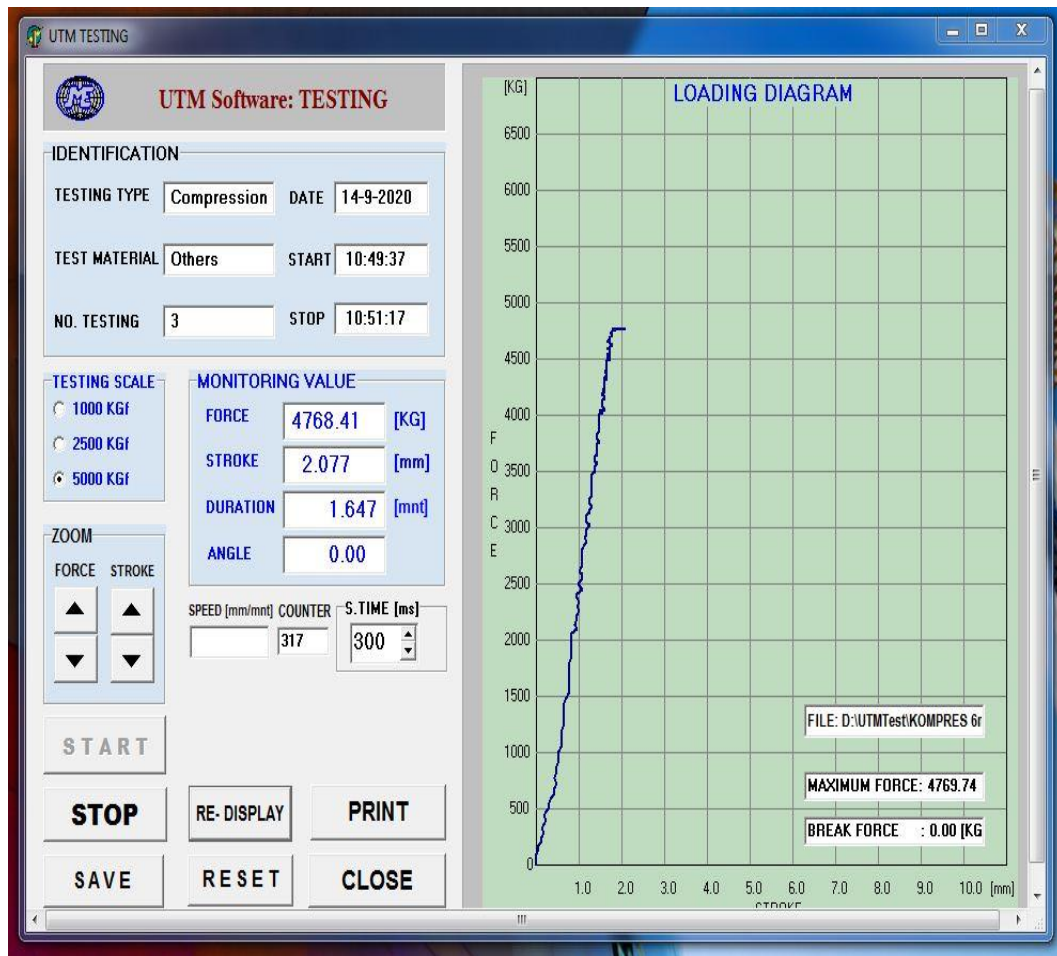 UTM TESTING
UTM Software: TESTING
IDENTIFICATION
TESTING TYPE Compression DATE 14-9-2020
TEST MATERIAL Others START 10:49:37
NO. TESTING 3 STOP 10:51:17
TESTING SCALE
1000 KGf
2500 KGf
5000 KGf
MONITORING VALUE
FORCE 4768.41 [KG]
STROKE 2.077 [mm]
DURATION 1.647 [mnt]
ANGLE 0.00
ZOOM
FORCE STROKE
SPEED [mm/mnt] COUNTER S.TIME [ms]
317 300
START
STOP RE- DISPLAY PRINT
SAVE RESET CLOSE
[KG] LOADING DIAGRAM
6500
6000
5500
5000
4500
4000
3500
3000
2500
2000
1500
1000
500
0
FORCE
FILE: D:\UTMTest\KOMPRES 6r
MAXIMUM FORCE: 4769.74
BREAK FORCE : 0.00 [KG
1.0 2.0 3.0 4.0 5.0 6.0 7.0 8.0 9.0 10.0 [mm]
STROKE